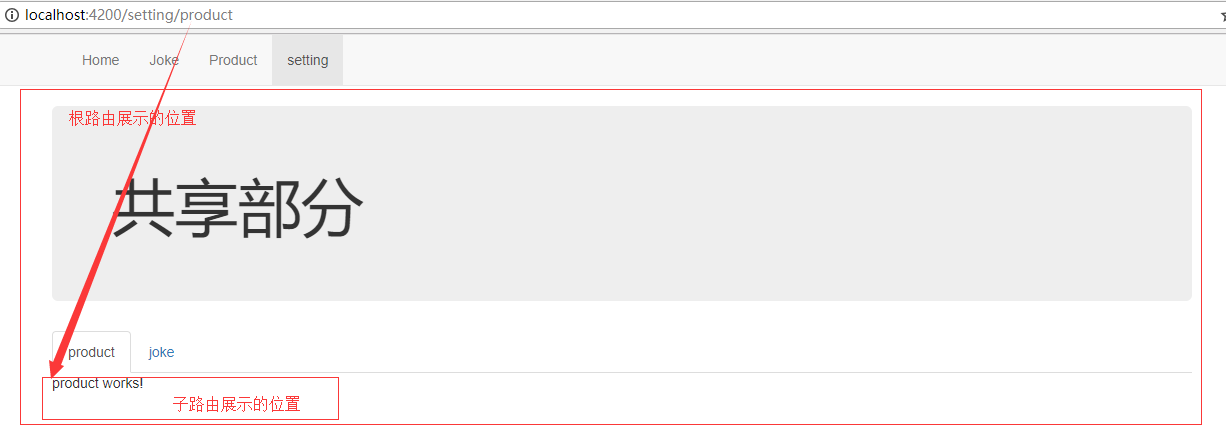 localhost:4200/setting/product
Home Joke Product setting
根路由展示的位置
共享部分
product joke
product works!
子路由展示的位置